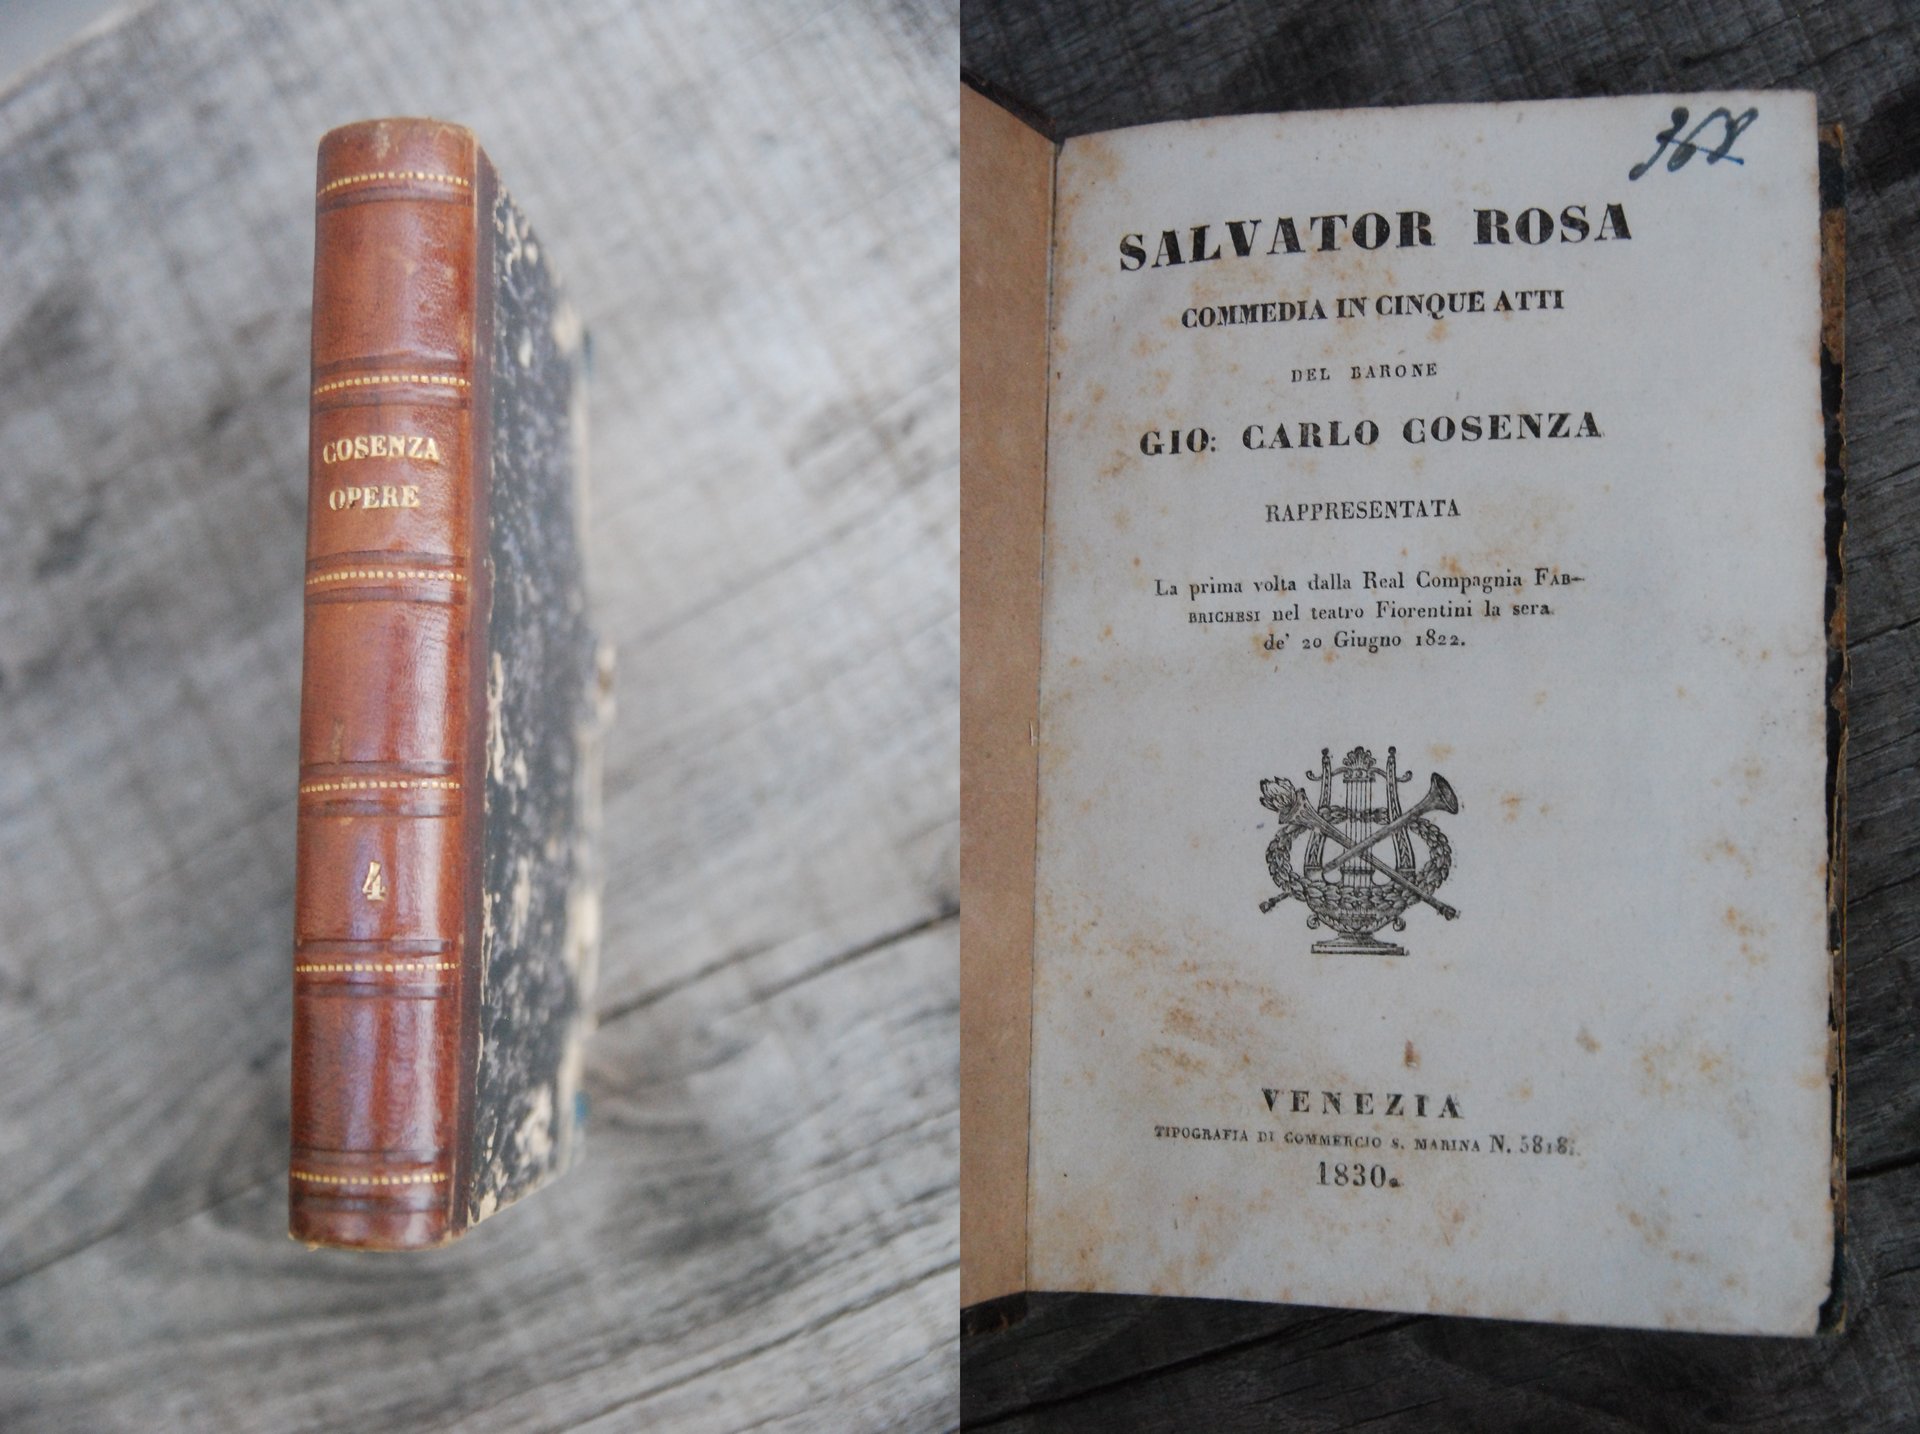 COSENZA
OPERE
4
SALVATOR ROSA
COMMEDIA IN CINQUE ATTI
DEL BARONE
GIO: CARLO COSENZA
RAPPRESENTATA
La prima volta dalla Real Compagnia FAB-
BRICHESI nel teatro Fiorentini la sera
de' 20 Giugno 1822.
VENEZIA
TIPOGRAFIA DI COMMERCIO S. MARINA N. 5818.
1830.